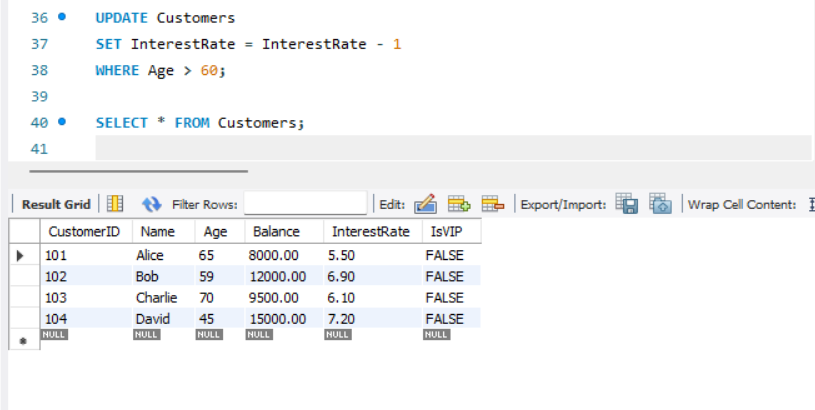 36 UPDATE Customers
37 SET InterestRate = InterestRate - 1
38 WHERE Age > 60;
39
40 SELECT * FROM Customers;
41
Result Grid Filter Rows: Edit: Export/Import: Wrap Cell Content:
CustomerID Name Age Balance InterestRate IsVIP
101 Alice 65 8000.00 5.50 FALSE
102 Bob 59 12000.00 6.90 FALSE
103 Charlie 70 9500.00 6.10 FALSE
104 David 45 15000.00 7.20 FALSE
NULL NULL NULL NULL NULL NULL